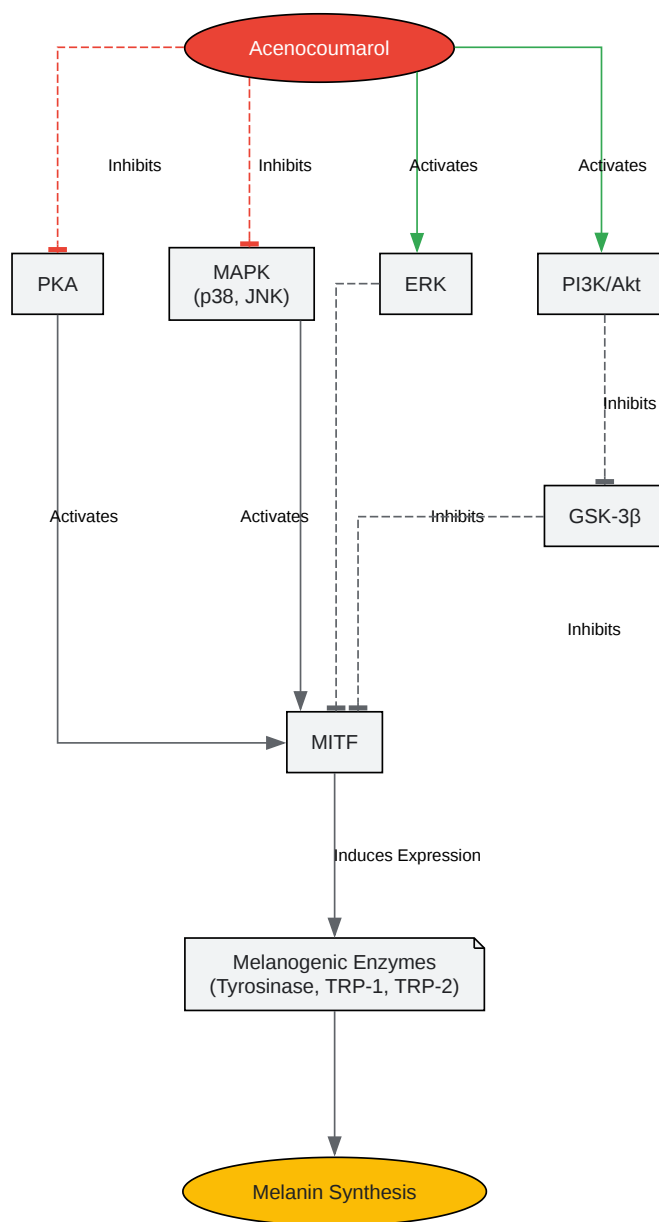 Acenocoumarol
Inhibits
Inhibits
Activates
Activates
PKA
MAPK
(p38, JNK)
ERK
PI3K/Akt
Inhibits
Activates
Activates
Inhibits
GSK-3β
Inhibits
MITF
Induces Expression
Melanogenic Enzymes
(Tyrosinase, TRP-1, TRP-2)
Melanin Synthesis